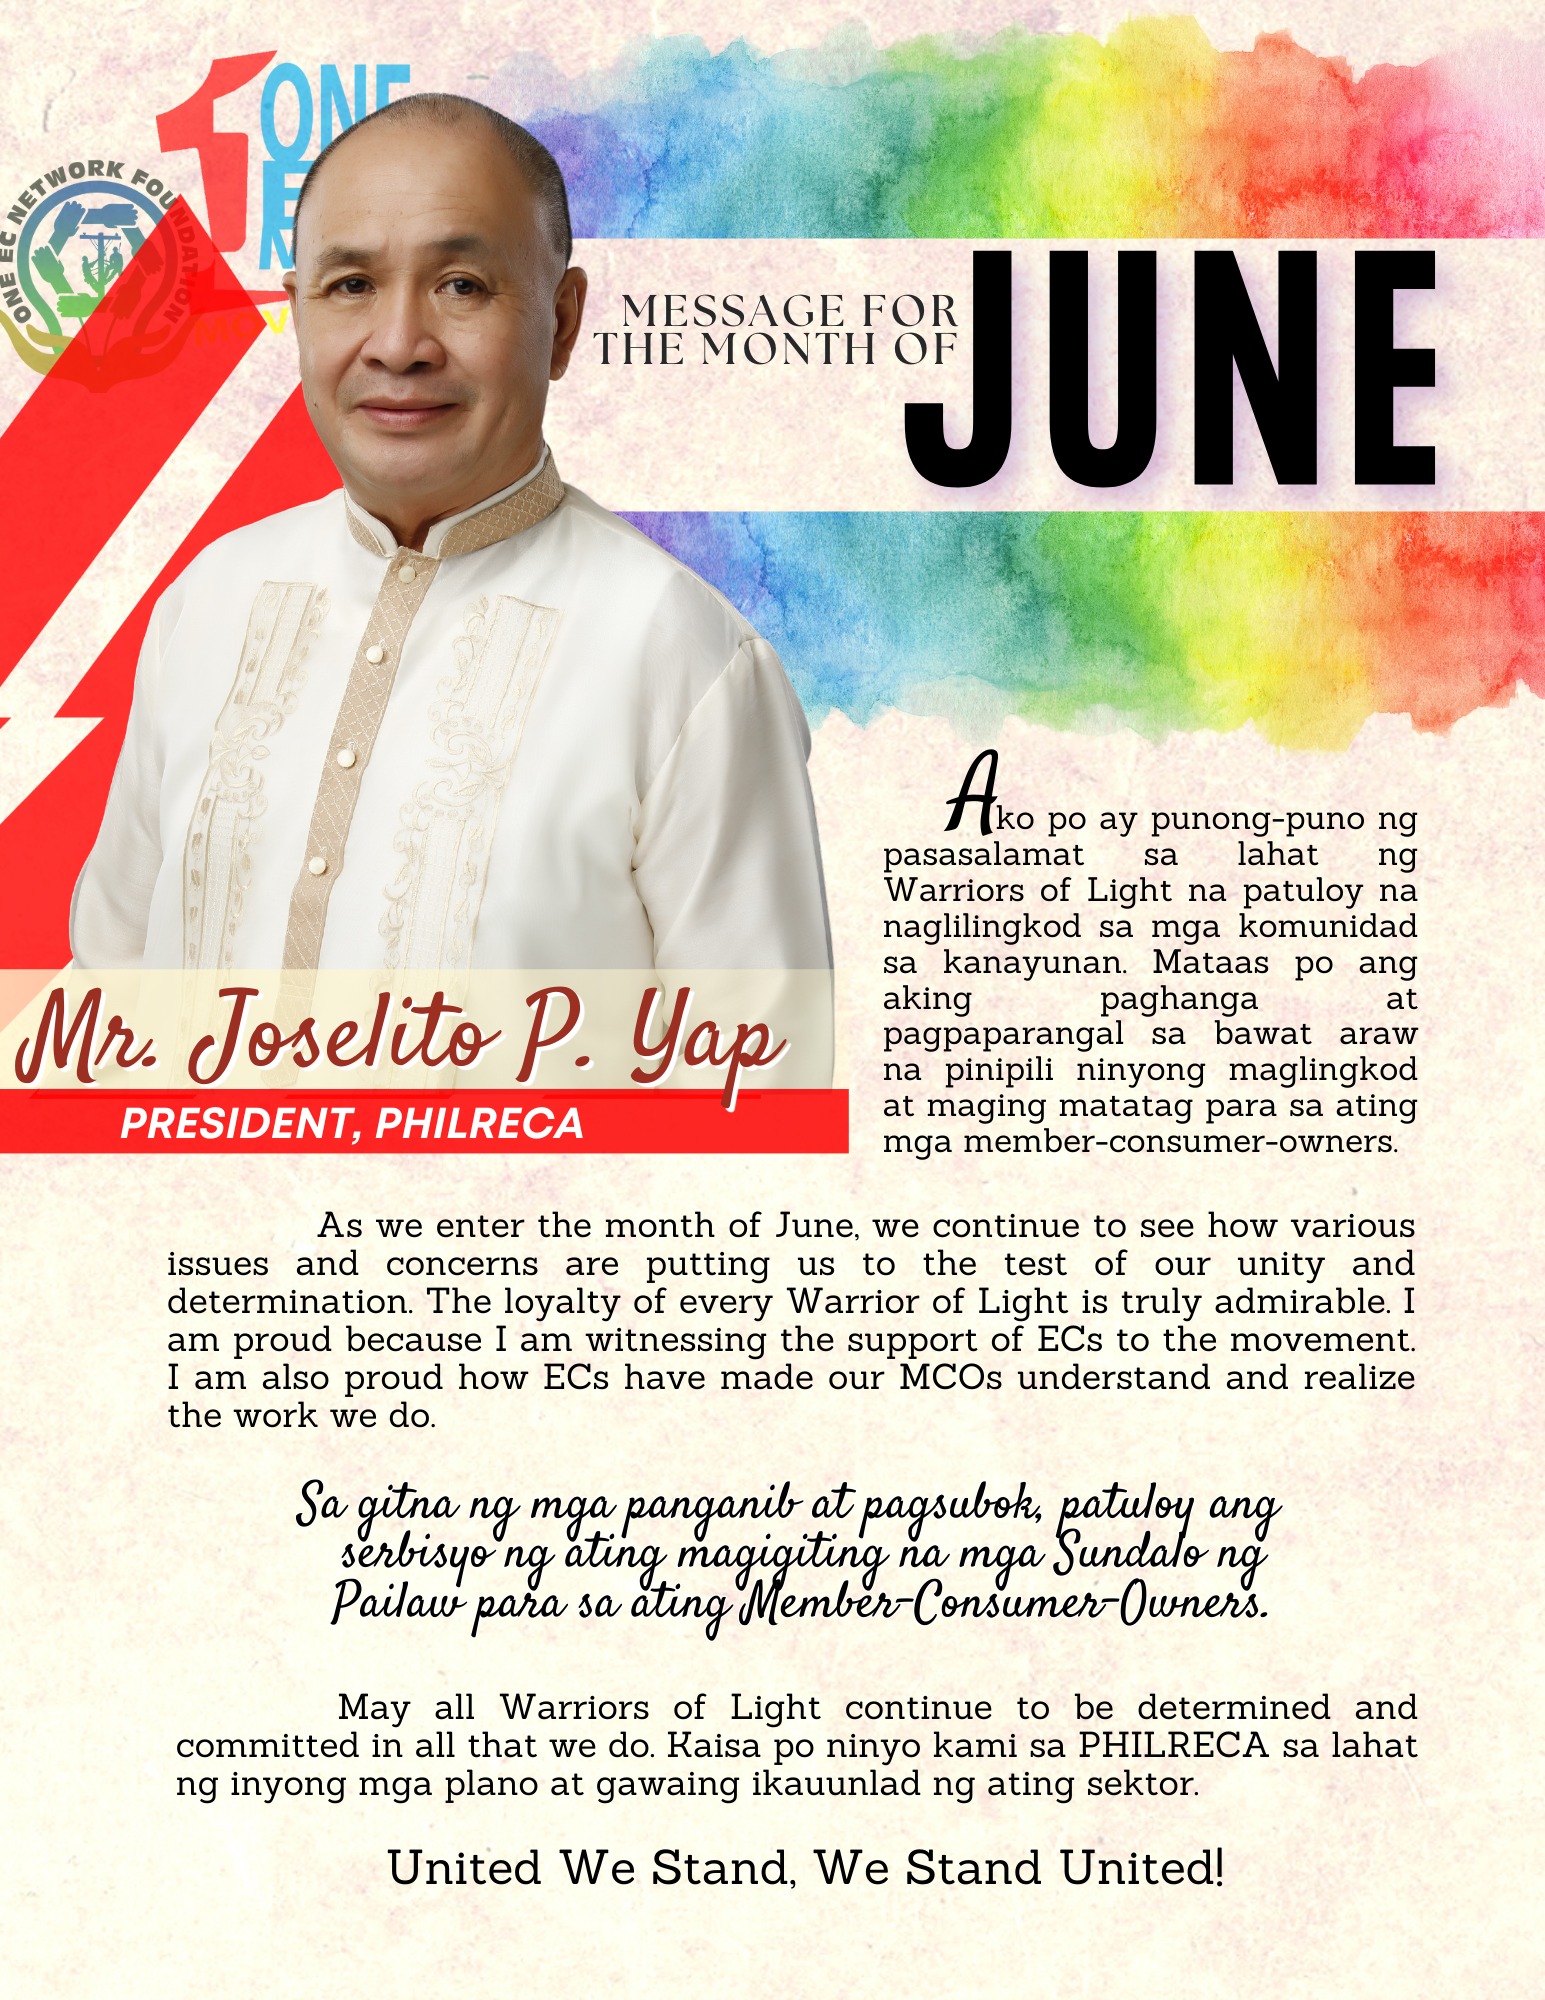 ONE
ONE EC NETWORK FOUNDATION
MESSAGE FOR
THE MONTH OF
JUNE
Ako po ay punong-puno ng
pasasalamat sa lahat ng
Warriors of Light na patuloy na
naglilingkod sa mga komunidad
sa kanayunan. Mataas po ang
aking paghanga at
pagpaparangal sa bawat araw
na pinipili ninyong maglingkod
at maging matatag para sa ating
mga member-consumer-owners.
Mr. Joselito P. Yap
PRESIDENT, PHILRECA
As we enter the month of June, we continue to see how various
issues and concerns are putting us to the test of our unity and
determination. The loyalty of every Warrior of Light is truly admirable. I
am proud because I am witnessing the support of ECs to the movement.
I am also proud how ECs have made our MCOs understand and realize
the work we do.
Sa gitna ng mga panganib at pagsubok, patuloy ang
serbisyo ng ating magigiting na mga Sundalo ng
Pailaw para sa ating Member-Consumer-Owners.
May all Warriors of Light continue to be determined and
committed in all that we do. Kaisa po ninyo kami sa PHILRECA sa lahat
ng inyong mga plano at gawaing ikauunlad ng ating sektor.
United We Stand, We Stand United!